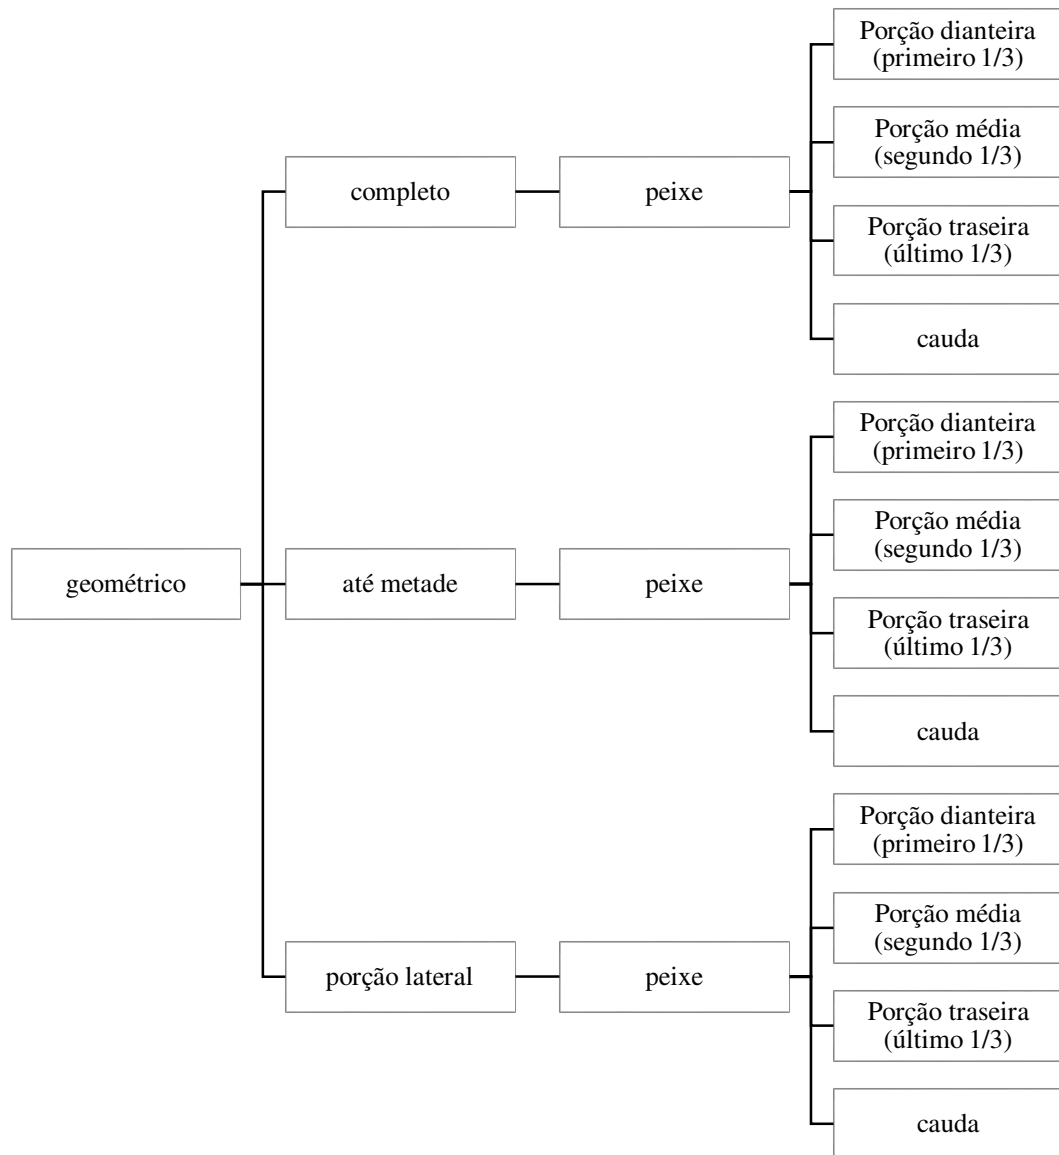 Porção dianteira
(primeiro 1/3)
Porção média
(segundo 1/3)
completo
peixe
Porção traseira
(último 1/3)
cauda
Porção dianteira
(primeiro 1/3)
Porção média
(segundo 1/3)
geométrico
até metade
peixe
Porção traseira
(último 1/3)
cauda
Porção dianteira
(primeiro 1/3)
Porção média
(segundo 1/3)
porção lateral
peixe
Porção traseira
(último 1/3)
cauda